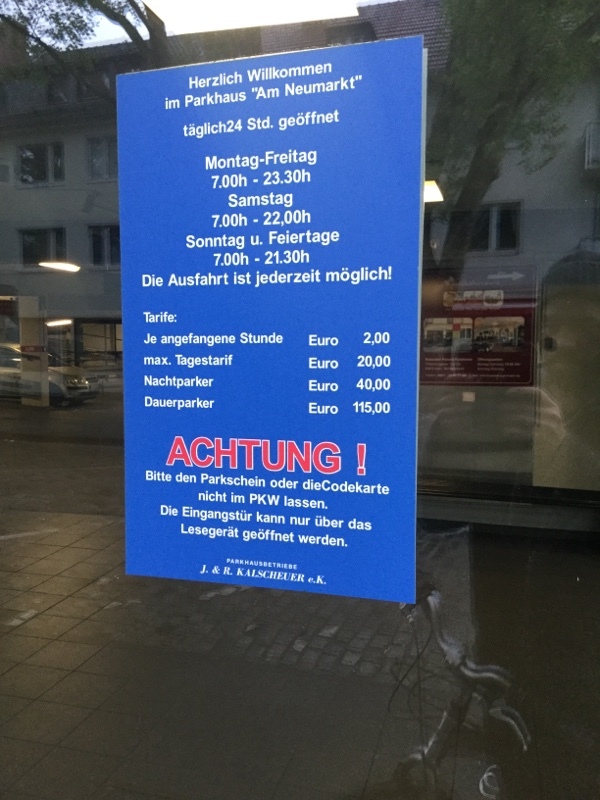 Herzlich Willkommen
im Parkhaus "Am Neumarkt"
täglich24 Std. geöffnet
Montag-Freitag
7.00h - 23.30h
Samstag
7.00h - 22,00h
Sonntag u. Feiertage
7.00h - 21.30h
Die Ausfahrt ist jederzeit möglich!
Tarife:
Je angefangene Stunde Euro 2,00
max. Tagestarif Euro 20,00
Nachtparker Euro 40,00
Dauerparker Euro 115,00
ACHTUNG !
Bitte den Parkschein oder dieCodekarte
nicht im PKW lassen.
Die Eingangstür kann nur über das
Lesegerät geöffnet werden.
PARKHAUSBETRIEBE
J. & R. KALSCHEUER e.K.